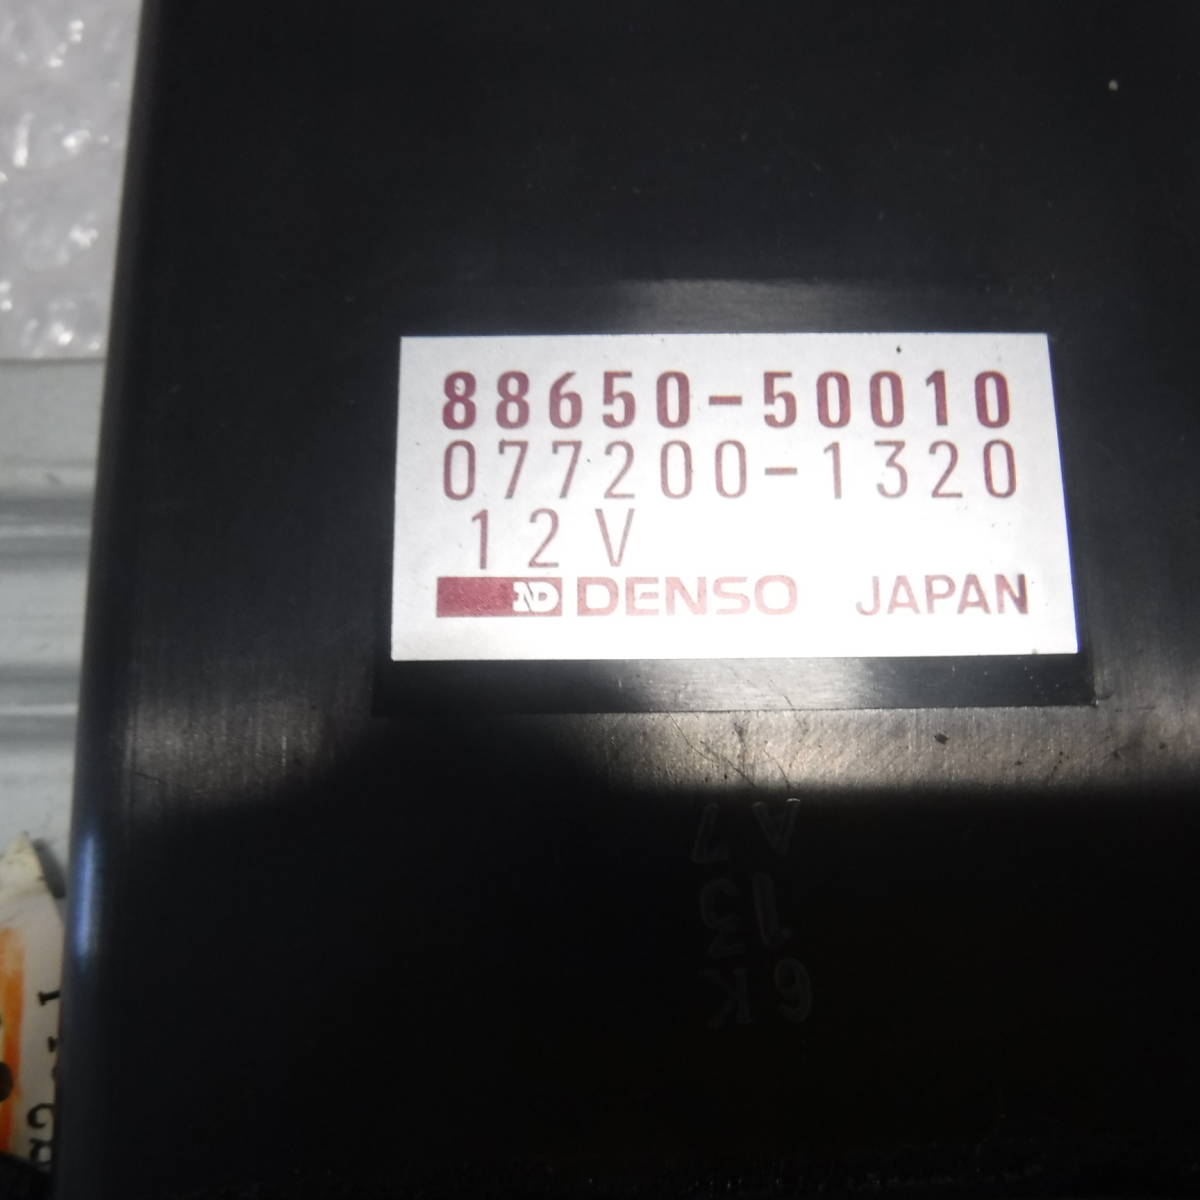 88650-50010
077200-1320
12V
ND DENSO JAPAN